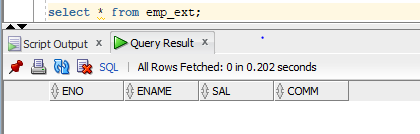 select * from emp_ext;
Script Output x Query Result x
SQL | All Rows Fetched: 0 in 0.202 seconds
ENO ENAME SAL COMM